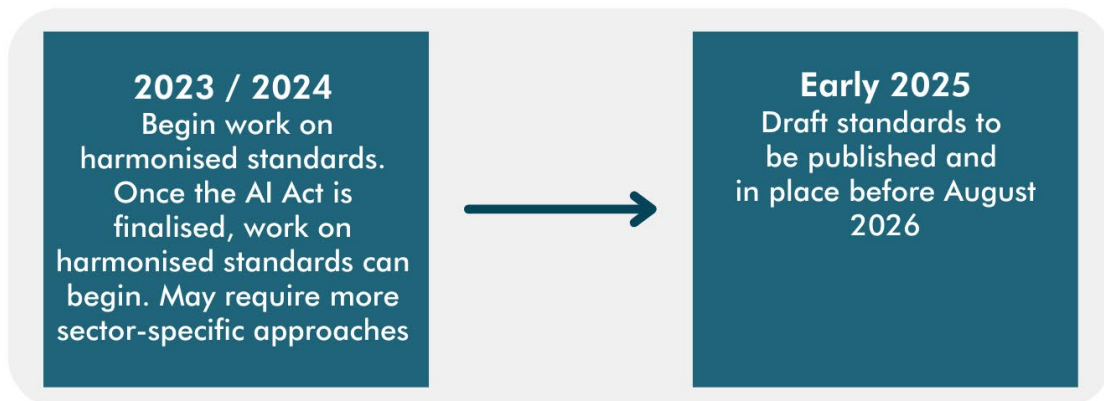 2023 / 2024
Begin work on
harmonised standards.
Once the AI Act is
finalised, work on
harmonised standards can
begin. May require more
sector-specific approaches
Early 2025
Draft standards to
be published and
in place before August
2026